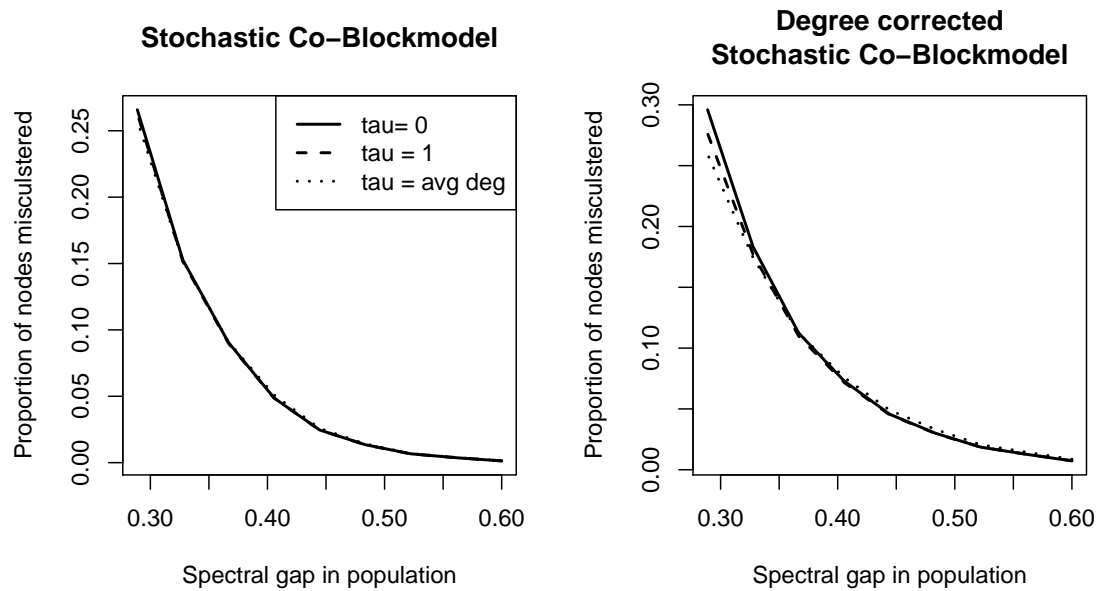 Stochastic Co−Blockmodel
Proportion of nodes misculstered
0.00
0.05
0.10
0.15
0.20
0.25
tau= 0
tau = 1
tau = avg deg
0.30
0.40
0.50
0.60
Spectral gap in population
Degree corrected
Stochastic Co−Blockmodel
Proportion of nodes misculstered
0.00
0.10
0.20
0.30
0.30
0.40
0.50
0.60
Spectral gap in population